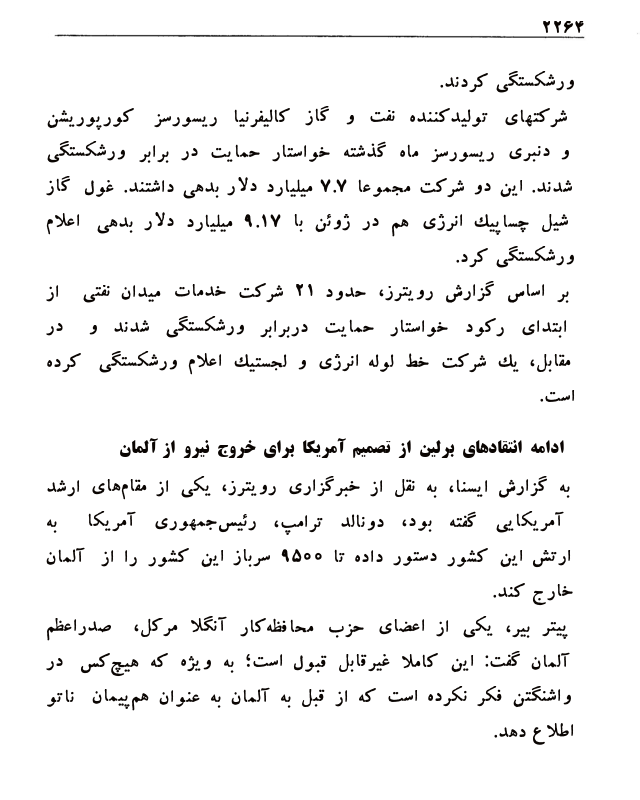 ۲۲۶۴
ورشکستگی کردند.
شرکتهای تولیدکننده نفت و گاز کالیفرنیا ریسورسز کورپوریشن
و دنبری ریسورسز ماه گذشته خواستار حمایت در برابر ورشکستگی
شدند. این دو شرکت مجموعا ۷.۷ میلیارد دلار بدهی داشتند. غول گاز
شیل چساپیك انرژی هم در ژوئن با ۹.۱۷ میلیارد دلار بدهی اعلام
ورشکستگی کرد.
بر اساس گزارش رویترز، حدود ۲۱ شرکت خدمات میدان نفتی از
ابتدای رکود خواستار حمایت دربرابر ورشکستگی شدند و در
مقابل، یك شرکت خط لوله انرژی و لجستیك اعلام ورشکستگی کرده
است.
ادامه انتقادهای برلین از تصمیم آمریکا برای خروج نیرو از آلمان
به گزارش ایسنا، به نقل از خبرگزاری رویترز، یکی از مقام‌های ارشد
آمریکایی گفته بود، دونالد ترامپ، رئیس‌جمهوری آمریکا به
ارتش این کشور دستور داده تا ۹۵۰۰ سرباز این کشور را از آلمان
خارج کند.
پیتر بیر، یکی از اعضای حزب محافظه‌کار آنگلا مرکل، صدراعظم
آلمان گفت: این کاملا غیرقابل قبول است؛ به ویژه که هیچ‌کس در
واشنگتن فکر نکرده است که از قبل به آلمان به عنوان هم‌پیمان ناتو
اطلاع دهد.